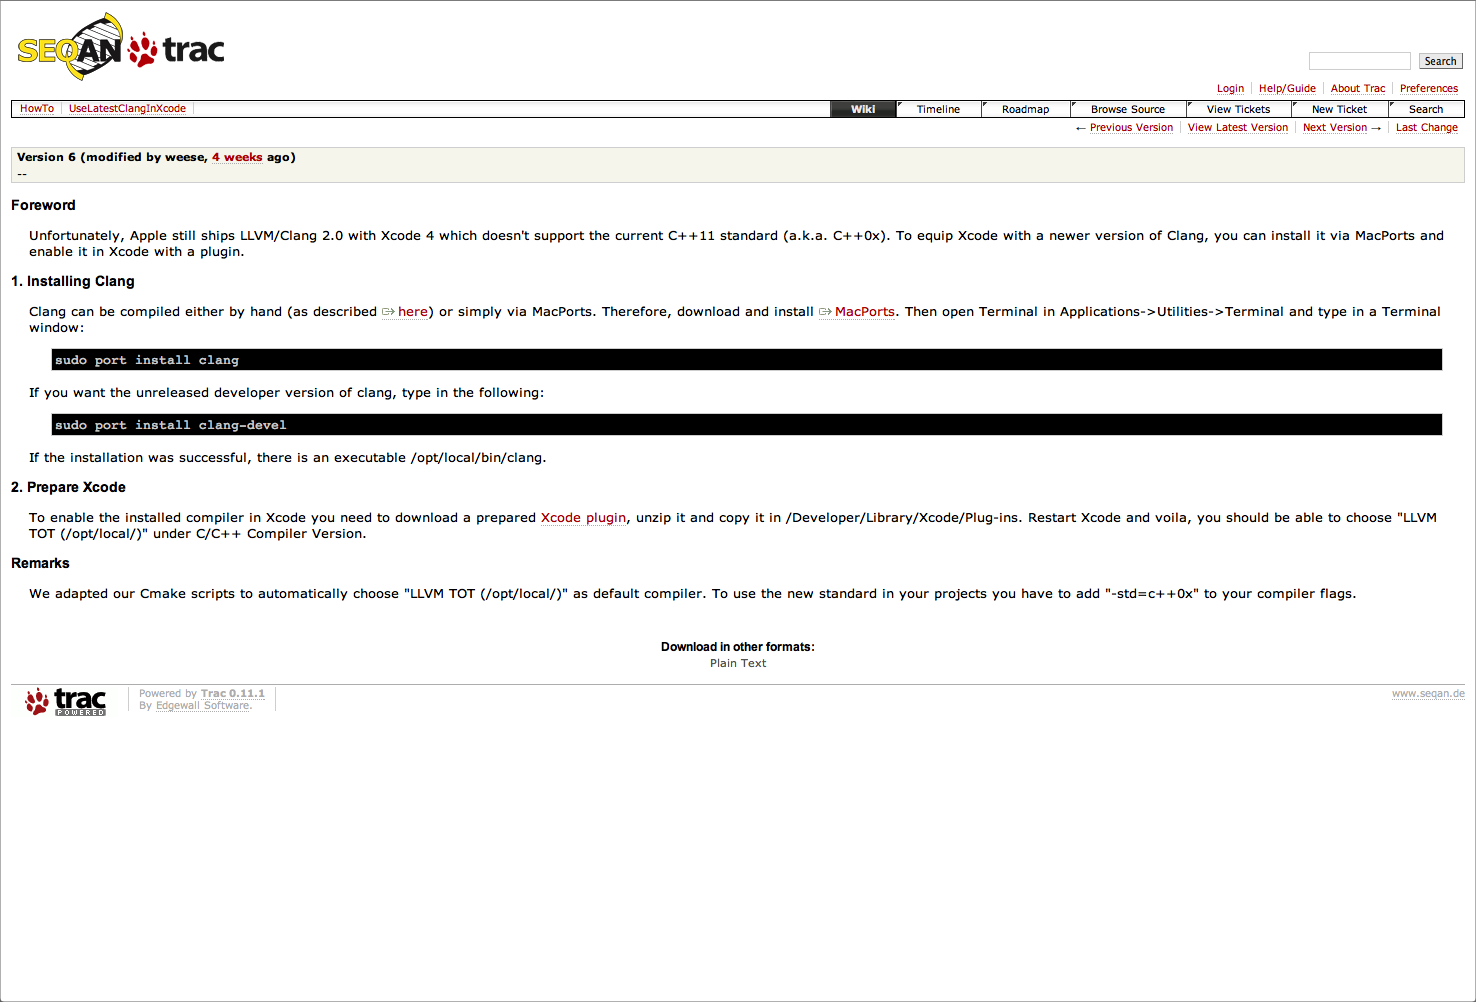 SEQAN trac
Search
Login Help/Guide About Trac Preferences
HowTo UseLatestClangInXcode Wiki Timeline Roadmap Browse Source View Tickets New Ticket Search
← Previous Version View Latest Version Next Version → Last Change
Version 6 (modified by weese, 4 weeks ago)
--
Foreword
Unfortunately, Apple still ships LLVM/Clang 2.0 with Xcode 4 which doesn't support the current C++11 standard (a.k.a. C++0x). To equip Xcode with a newer version of Clang, you can install it via MacPorts and
enable it in Xcode with a plugin.
1. Installing Clang
Clang can be compiled either by hand (as described here) or simply via MacPorts. Therefore, download and install MacPorts. Then open Terminal in Applications->Utilities->Terminal and type in a Terminal
window:
sudo port install clang
If you want the unreleased developer version of clang, type in the following:
sudo port install clang-devel
If the installation was successful, there is an executable /opt/local/bin/clang.
2. Prepare Xcode
To enable the installed compiler in Xcode you need to download a prepared Xcode plugin, unzip it and copy it in /Developer/Library/Xcode/Plug-ins. Restart Xcode and voila, you should be able to choose "LLVM
TOT (/opt/local/)" under C/C++ Compiler Version.
Remarks
We adapted our Cmake scripts to automatically choose "LLVM TOT (/opt/local/)" as default compiler. To use the new standard in your projects you have to add "-std=c++0x" to your compiler flags.
Download in other formats:
Plain Text
trac POWERED
Powered by Trac 0.11.1
By Edgewall Software.
www.seqan.de